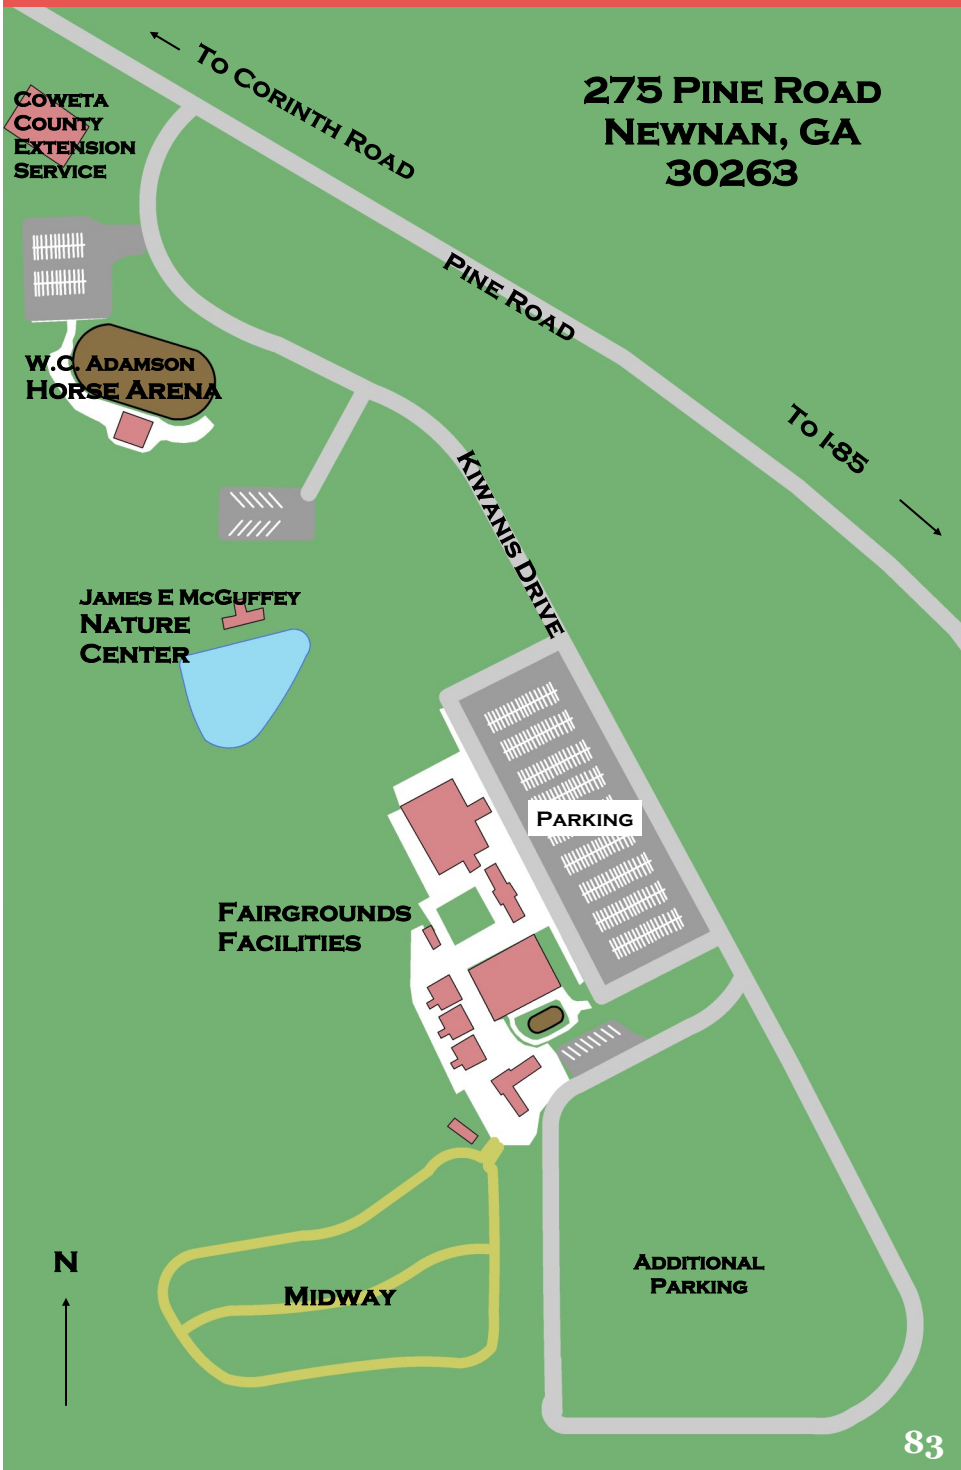 To Corinth Road
275 Pine Road
Newnan, GA
30263
Coweta
County
Extension
Service
Pine Road
W.C. Adamson
Horse Arena
To I-85
Kiwanis Drive
James E McGuffey
Nature
Center
Parking
Fairgrounds
Facilities
N
Midway
Additional
Parking
83